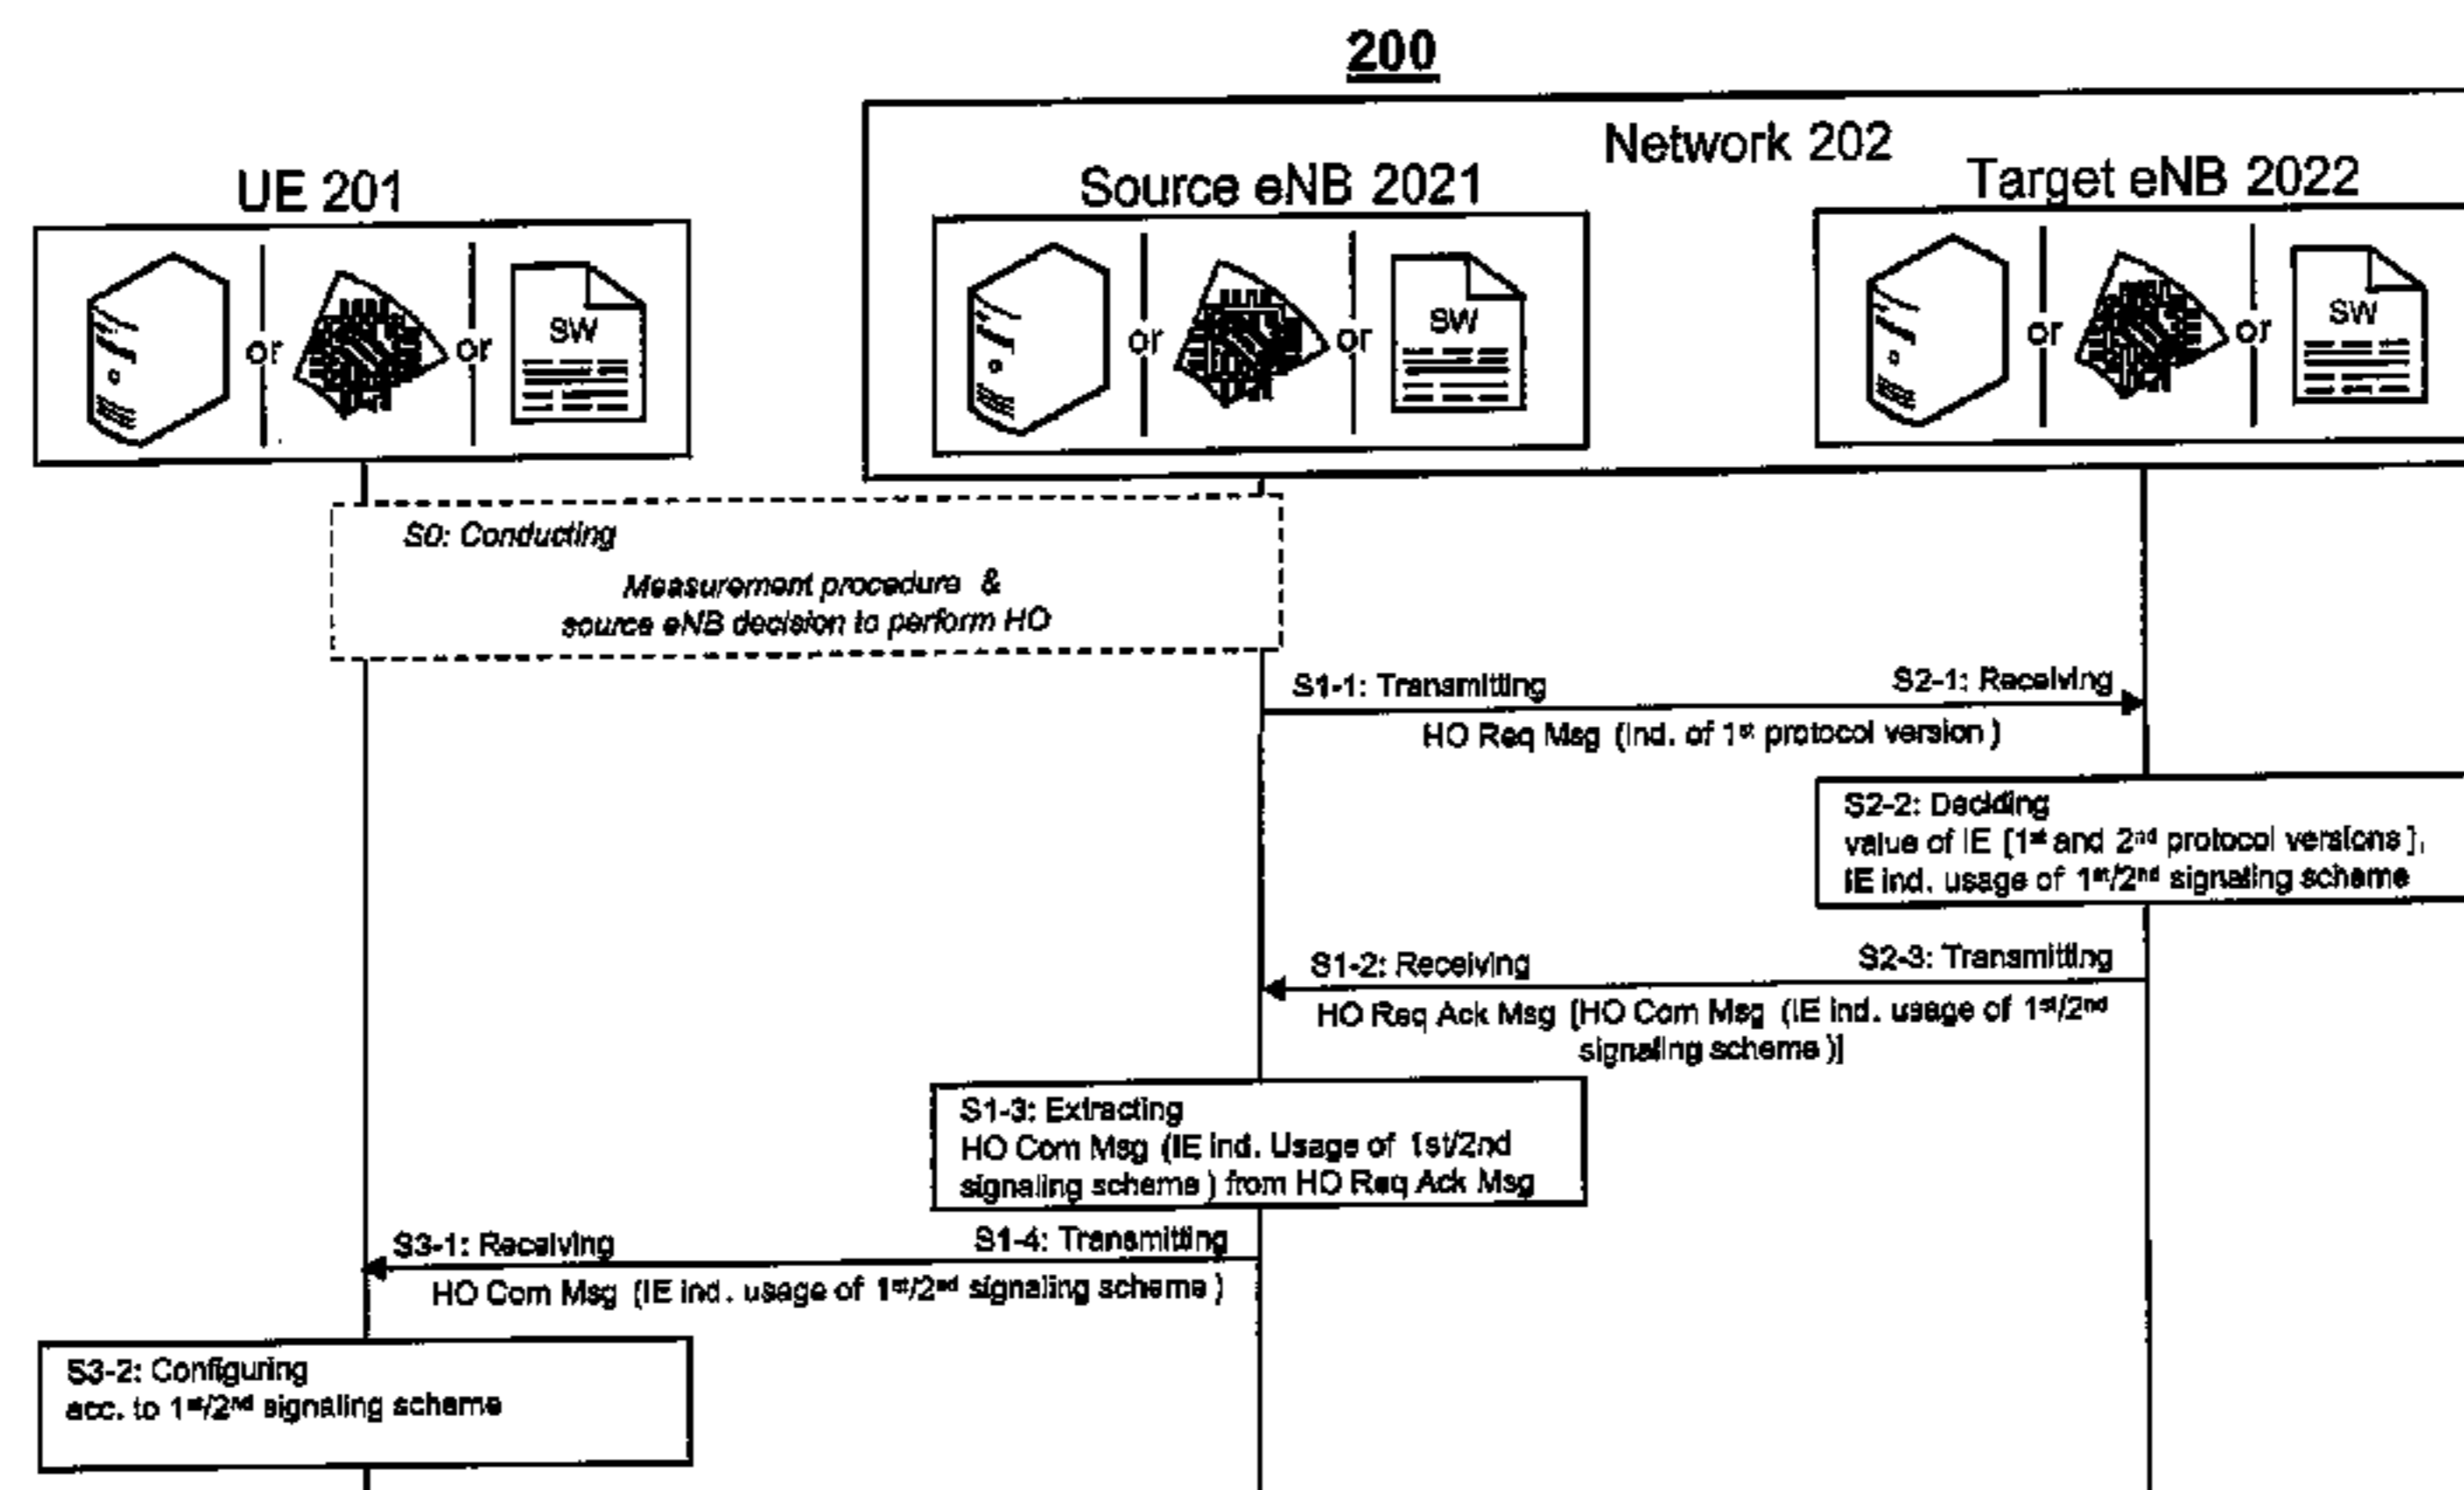 200
Network 202
UE 201
Source eNB 2021
Target eNB 2022
or
or
SW
or
or
SW
or
or
SW
S0: Conducting
Measurement procedure &
source eNB decision to perform HO
S1-1: Transmitting
S2-1: Receiving
HO Req Msg (ind. of 1st protocol version)
S2-2: Deciding
value of IE [1st and 2nd protocol versions],
IE ind. usage of 1st/2nd signaling scheme
S1-2: Receiving
S2-3: Transmitting
HO Req Ack Msg [HO Com Msg (IE ind. usage of 1st/2nd
signaling scheme)]
S1-3: Extracting
HO Com Msg (IE ind. Usage of 1st/2nd
signaling scheme) from HO Req Ack Msg
S3-1: Receiving
S1-4: Transmitting
HO Com Msg (IE ind. usage of 1st/2nd signaling scheme)
S3-2: Configuring
acc. to 1st/2nd signaling scheme